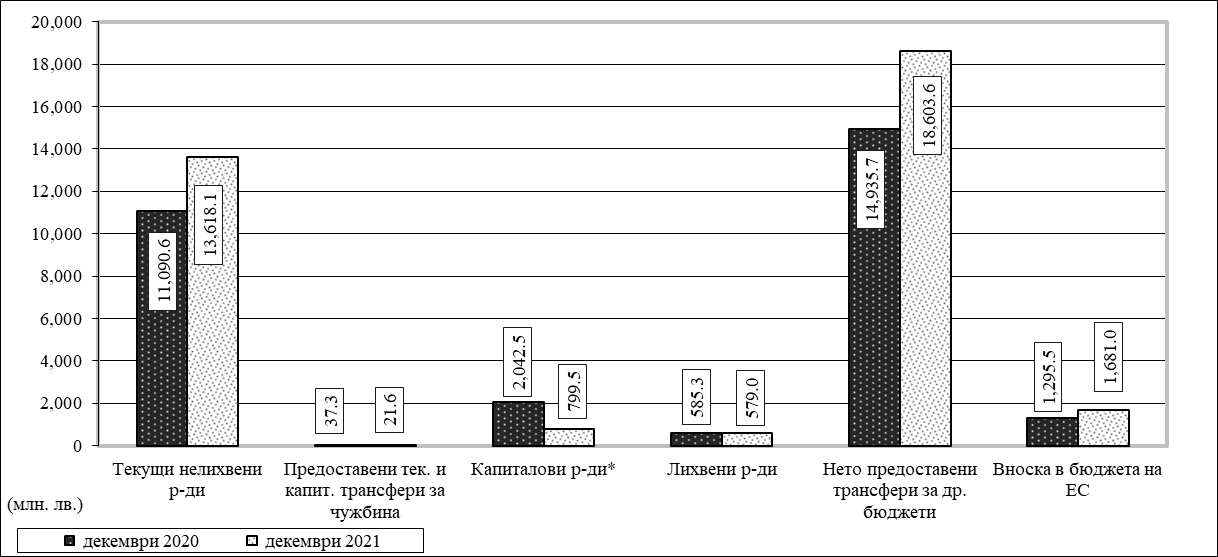 20,000
18,000
16,000
14,000
12,000
10,000
8,000
6,000
4,000
2,000
0
11,090.6
13,618.1
37.3
21.6
2,042.5
799.5
585.3
579.0
14,935.7
18,603.6
1,295.5
1,681.0
Текущи нелихвени
р-ди
Предоставени тек. и
капит. трансфери за
чужбина
Капиталови р-ди*
Лихвени р-ди
Нето предоставени
трансфери за др.
бюджети
Вноска в бюджета на
ЕС
(млн. лв.)
декември 2020
декември 2021